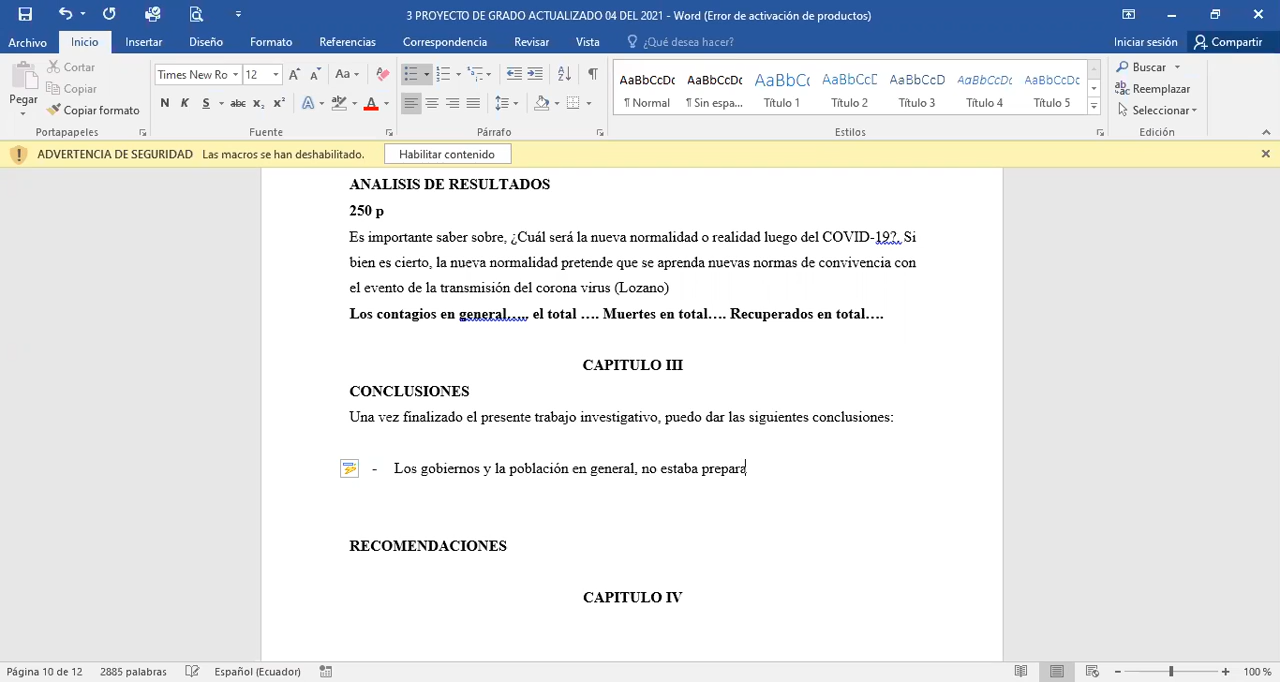 3 PROYECTO DE GRADO ACTUALIZADO 04 DEL 2021 - Word (Error de activación de productos)
Archivo Inicio Insertar Diseño Formato Referencias Correspondencia Revisar Vista ¿Qué desea hacer? Iniciar sesión Compartir
Pegar
Cortar
Copiar
Copiar formato
Portapapeles
Times New Ro 12
N K S abc x₂ x²
Fuente
Párrafo
AaBbCcDc AaBbCcDc AaBbCc AaBbCcD AaBbCcD AaBbCcDc AaBbCcDc
¶ Normal ¶ Sin espa... Título 1 Título 2 Título 3 Título 4 Título 5
Estilos
Buscar
Reemplazar
Seleccionar
Edición
ADVERTENCIA DE SEGURIDAD Las macros se han deshabilitado. Habilitar contenido
ANALISIS DE RESULTADOS
250 p
Es importante saber sobre, ¿Cuál será la nueva normalidad o realidad luego del COVID-19?. Si
bien es cierto, la nueva normalidad pretende que se aprenda nuevas normas de convivencia con
el evento de la transmisión del corona virus (Lozano)
Los contagios en general….. el total …. Muertes en total…. Recuperados en total….
CAPITULO III
CONCLUSIONES
Una vez finalizado el presente trabajo investigativo, puedo dar las siguientes conclusiones:
- Los gobiernos y la población en general, no estaba prepara
RECOMENDACIONES
CAPITULO IV
Página 10 de 12 2885 palabras Español (Ecuador) 100 %